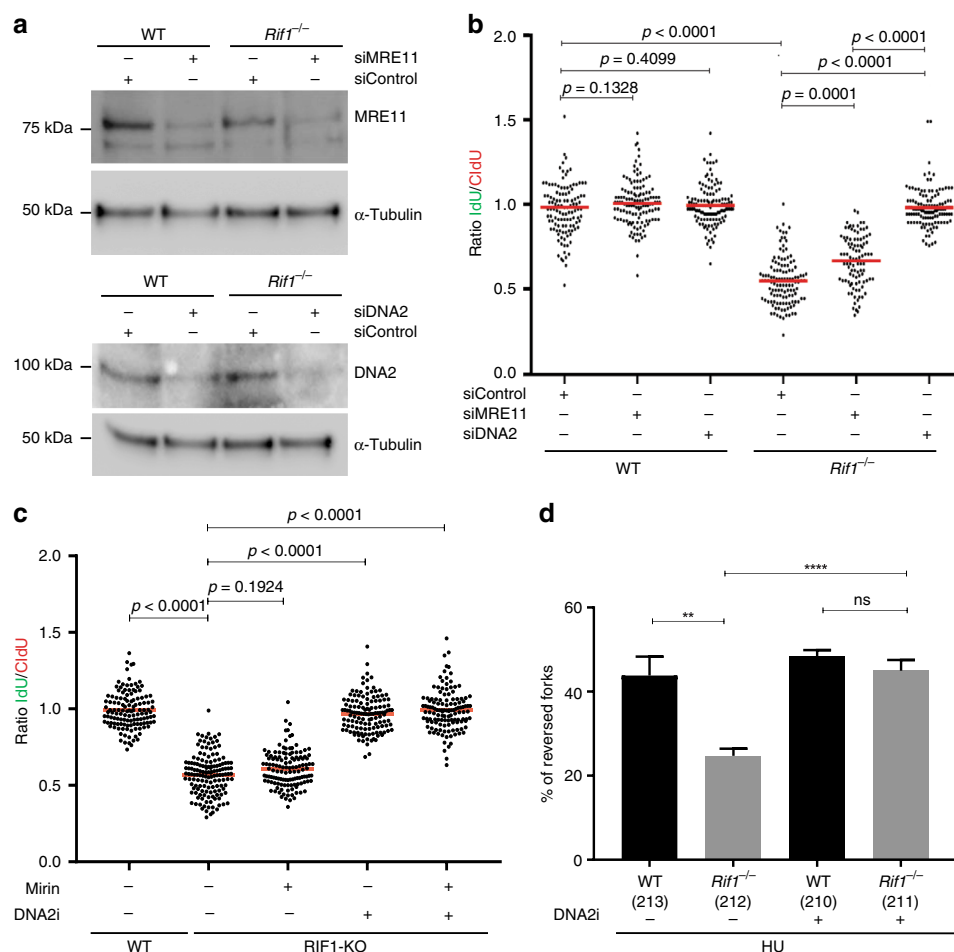 a
WT Rif1–/–
– + – + siMRE11
+ – + – siControl
75 kDa MRE11
50 kDa α-Tubulin
WT Rif1–/–
– + – + siDNA2
+ – + – siControl
100 kDa DNA2
50 kDa α-Tubulin
b
p < 0.0001
p < 0.0001
p = 0.4099
p < 0.0001
p = 0.1328
p = 0.0001
2.0
1.5
1.0
0.5
0.0
Ratio IdU/CldU
siControl + – – + – –
siMRE11 – + – – + –
siDNA2 – – + – – +
WT Rif1–/–
c
p < 0.0001
p < 0.0001
p = 0.1924
p < 0.0001
2.0
1.5
1.0
0.5
0.0
Ratio IdU/CldU
Mirin – – + – +
DNA2i – – – + +
WT RIF1-KO
d
****
** ns
60
40
20
0
% of reversed forks
WT Rif1–/– WT Rif1–/–
(213) (212) (210) (211)
DNA2i – – + +
HU